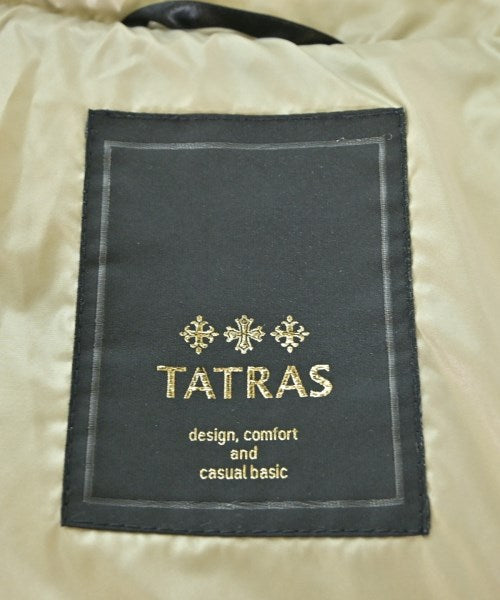 TATRAS
design, comfort
and
casual basic